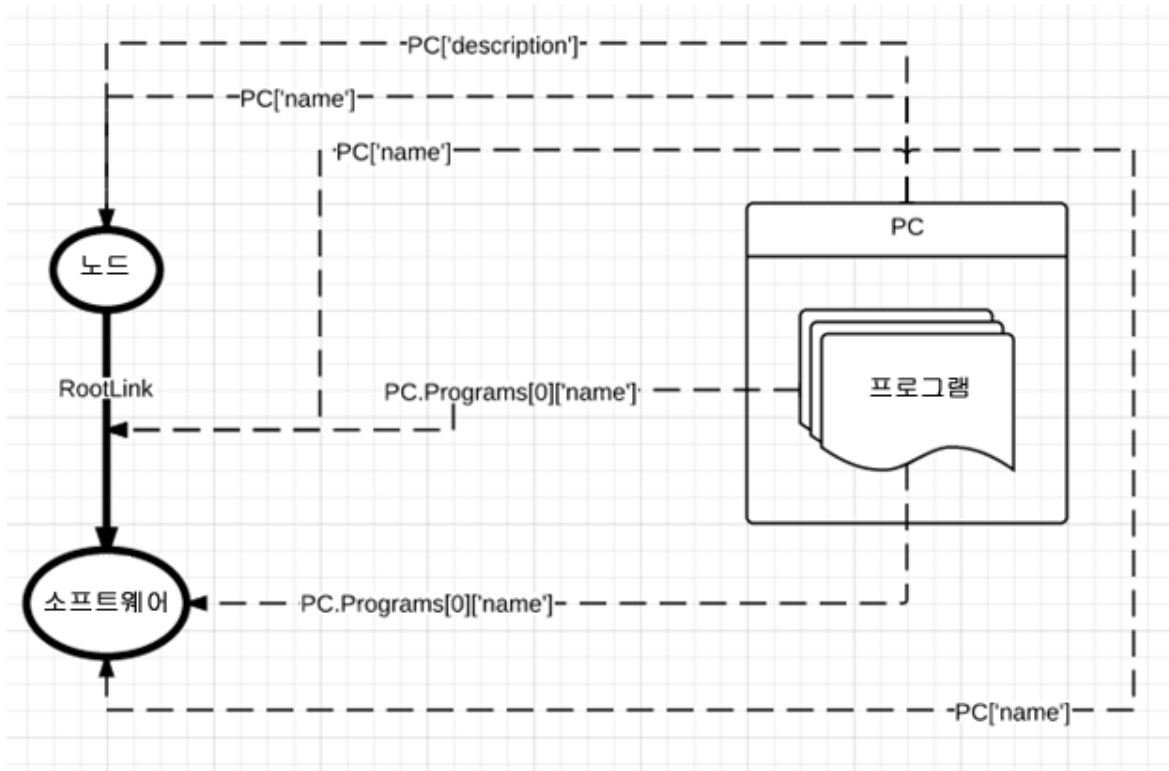 PC['description']
PC['name']
PC['name']
PC
노드
RootLink
PC.Programs[0]['name']
프로그램
소프트웨어
PC.Programs[0]['name']
PC['name']